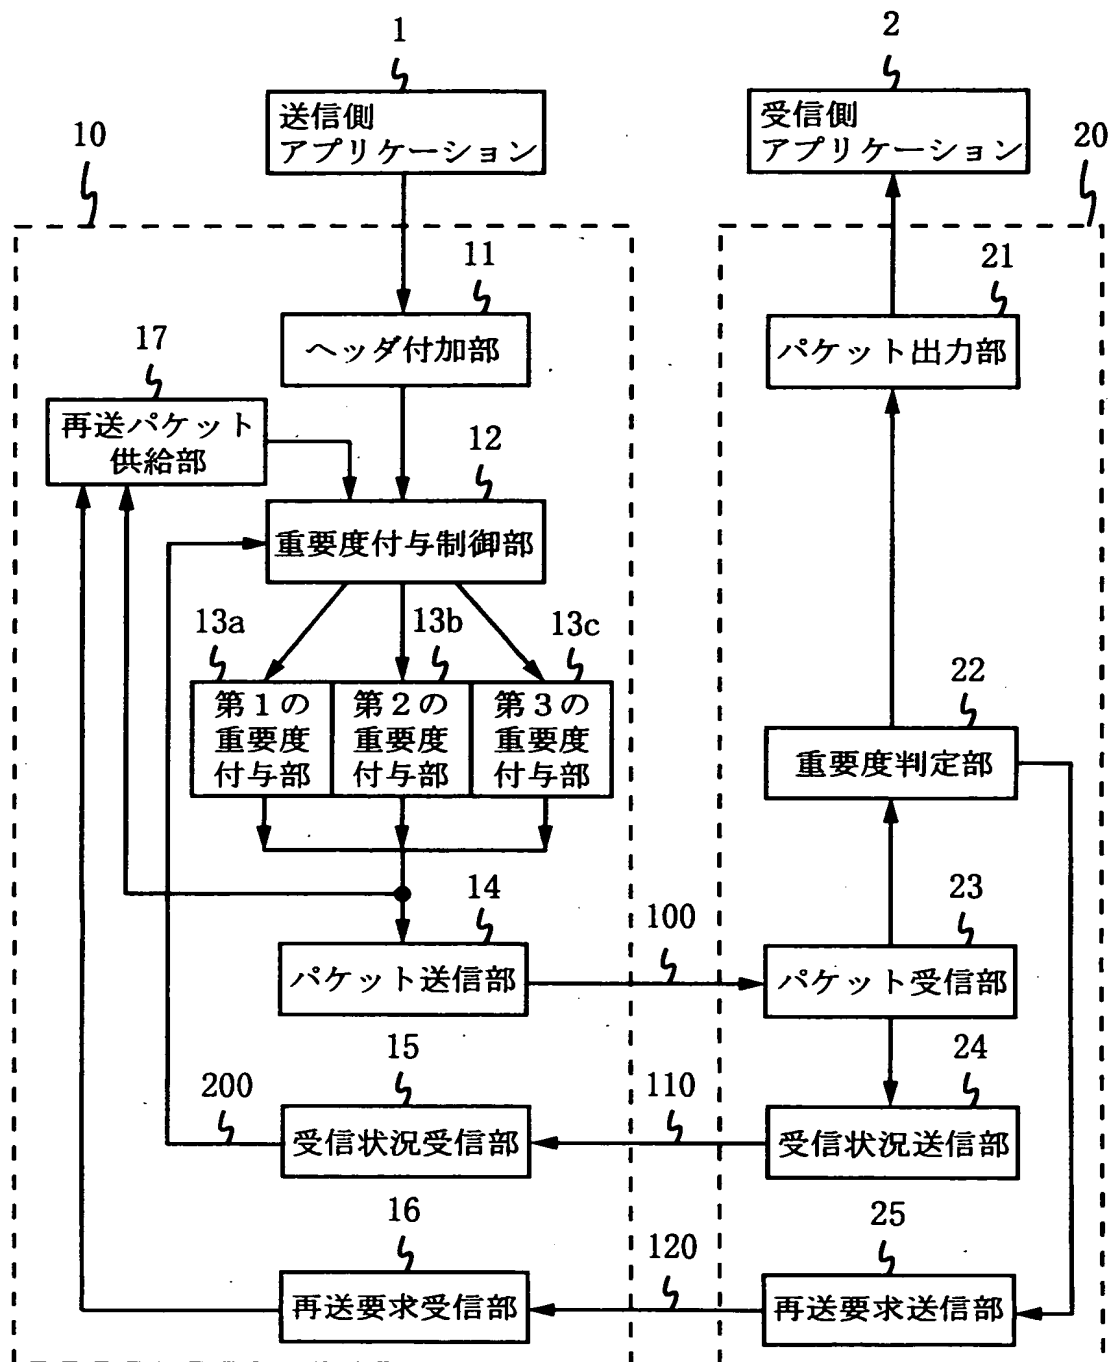 1
2
送信側
アプリケーション
受信側
アプリケーション
10
20
11
21
ヘッダ付加部
パケット出力部
17
再送パケット
供給部
12
重要度付与制御部
13a
13b
13c
第1の
重要度
付与部
第2の
重要度
付与部
第3の
重要度
付与部
22
重要度判定部
14
100
23
パケット送信部
パケット受信部
15
24
200
110
受信状況受信部
受信状況送信部
16
25
120
再送要求受信部
再送要求送信部